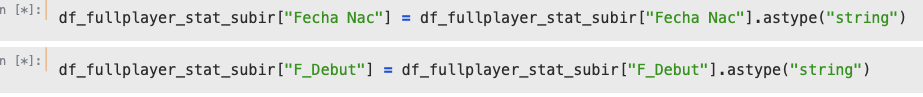 n [*]: df_fullplayer_stat_subir["Fecha Nac"] = df_fullplayer_stat_subir["Fecha Nac"].astype("string")
n [*]: df_fullplayer_stat_subir["F_Debut"] = df_fullplayer_stat_subir["F_Debut"].astype("string")